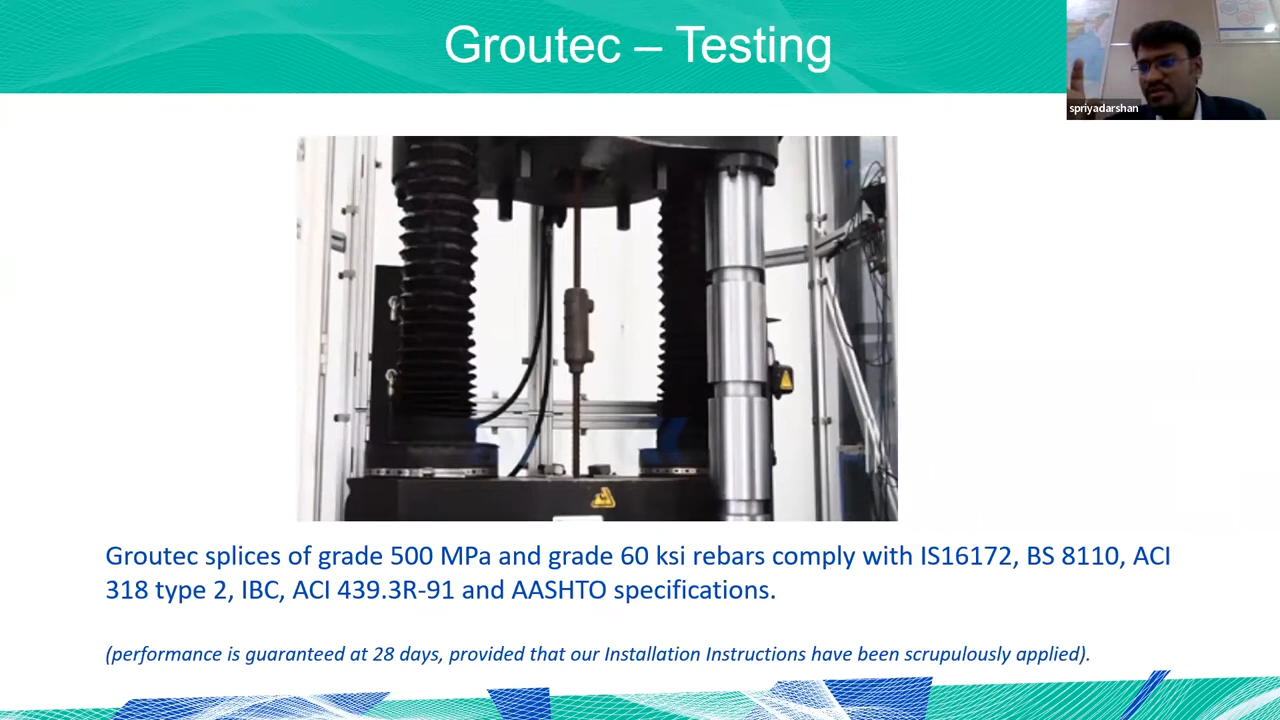 Groutec – Testing
spriyadarshan
Groutec splices of grade 500 MPa and grade 60 ksi rebars comply with IS16172, BS 8110, ACI
318 type 2, IBC, ACI 439.3R-91 and AASHTO specifications.
(performance is guaranteed at 28 days, provided that our Installation Instructions have been scrupulously applied).